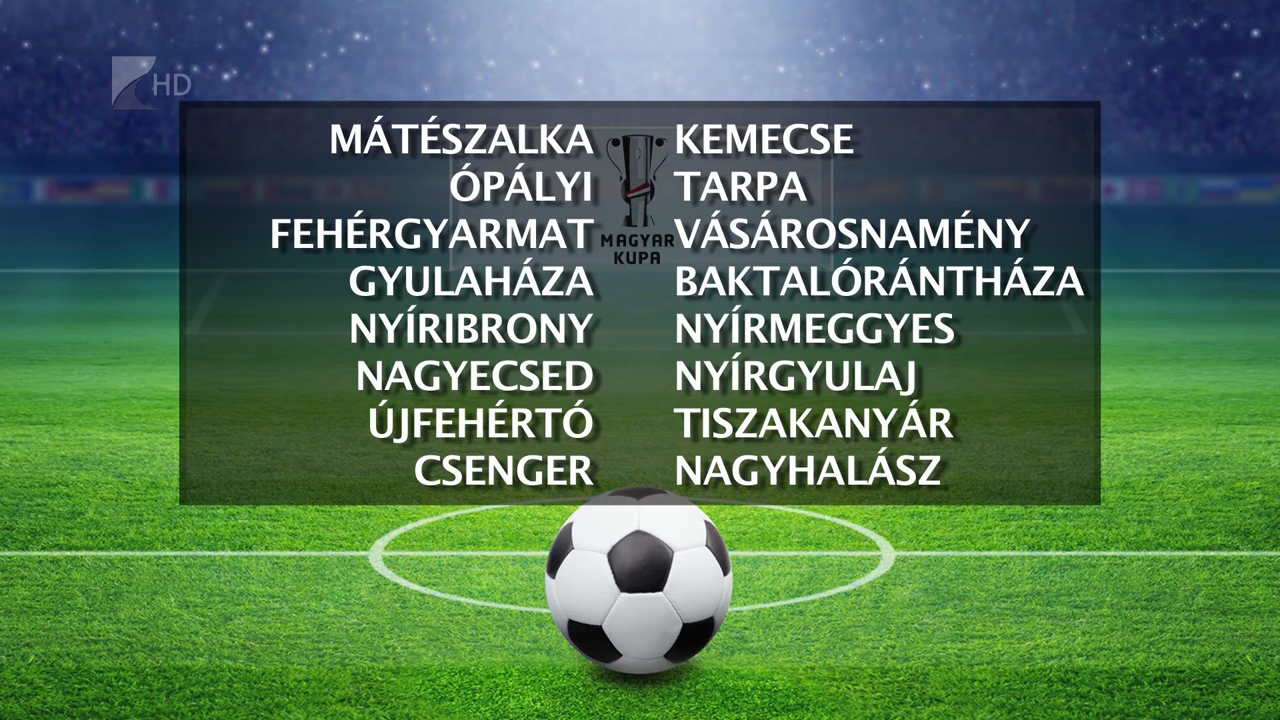 HD
MÁTÉSZALKA KEMECSE
ÓPÁLYI TARPA
FEHÉRGYARMAT VÁSÁROSNAMÉNY
GYULAHÁZA BAKTALÓRÁNTHÁZA
NYÍRIBRONY NYÍRMEGGYES
NAGYECSED NYÍRGYULAJ
ÚJFEHÉRTÓ TISZAKANYÁR
CSENGER NAGYHALÁSZ
MAGYAR
KUPA